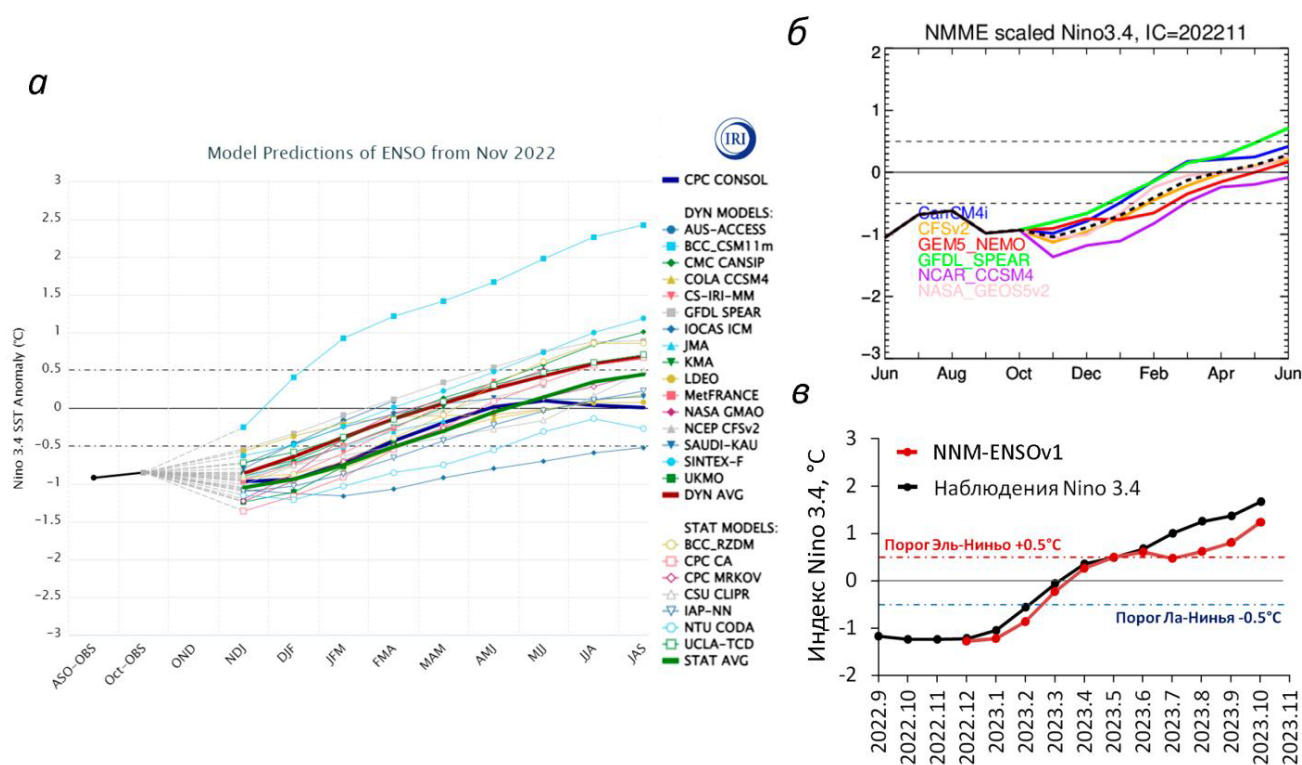 а
IRI
Model Predictions of ENSO from Nov 2022
Nino 3.4 SST Anomaly (°C)
3
2.5
2
1.5
1
0.5
0
−0.5
−1
−1.5
−2
−2.5
−3
ASO-OBS
Oct-OBS
OND
NDJ
DJF
JFM
FMA
MAM
AMJ
MJJ
JJA
JAS
CPC CONSOL
DYN MODELS:
AUS-ACCESS
BCC_CSM11m
CMC CANSIP
COLA CCSM4
CS-IRI-MM
GFDL SPEAR
IOCAS ICM
JMA
KMA
LDEO
MetFRANCE
NASA GMAO
NCEP CFSv2
SAUDI-KAU
SINTEX-F
UKMO
DYN AVG
STAT MODELS:
BCC_RZDM
CPC CA
CPC MRKOV
CSU CLIPR
IAP-NN
NTU CODA
UCLA-TCD
STAT AVG
б
NMME scaled Nino3.4, IC=202211
2
1
0
−1
−2
−3
CanCM4i
CFSv2
GEM5_NEMO
GFDL_SPEAR
NCAR_CCSM4
NASA_GEOS5v2
Jun
Aug
Oct
Dec
Feb
Apr
Jun
в
Индекс Nino 3.4, °C
3
2
1
0
-1
-2
NNM-ENSOv1
Наблюдения Nino 3.4
Порог Эль-Ниньо +0.5°C
Порог Ла-Нинья -0.5°C
2022.9
2022.10
2022.11
2022.12
2023.1
2023.2
2023.3
2023.4
2023.5
2023.6
2023.7
2023.8
2023.9
2023.10
2023.11